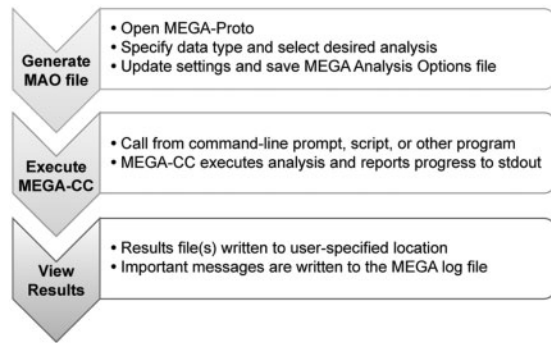 Generate
MAO file
• Open MEGA-Proto
• Specify data type and select desired analysis
• Update settings and save MEGA Analysis Options file
Execute
MEGA-CC
• Call from command-line prompt, script, or other program
• MEGA-CC executes analysis and reports progress to stdout
View
Results
• Results file(s) written to user-specified location
• Important messages are written to the MEGA log file